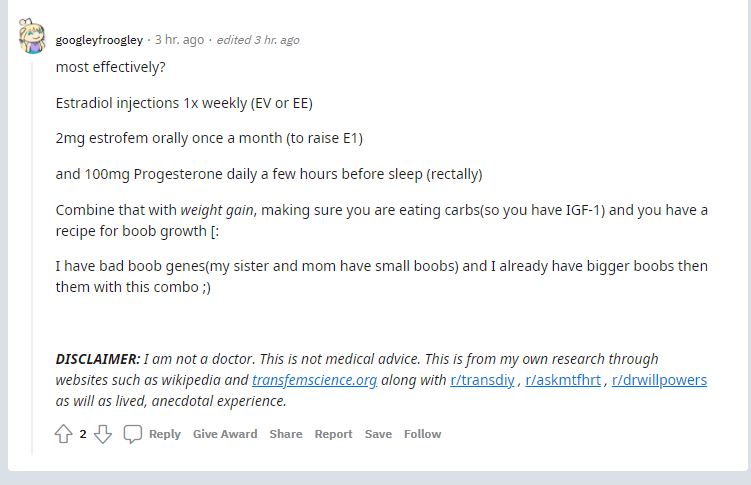 googleyfroogley · 3 hr. ago · edited 3 hr. ago
most effectively?
Estradiol injections 1x weekly (EV or EE)
2mg estrofem orally once a month (to raise E1)
and 100mg Progesterone daily a few hours before sleep (rectally)
Combine that with weight gain, making sure you are eating carbs(so you have IGF-1) and you have a
recipe for boob growth [:
I have bad boob genes(my sister and mom have small boobs) and I already have bigger boobs then
them with this combo ;)
DISCLAIMER: I am not a doctor. This is not medical advice. This is from my own research through
websites such as wikipedia and transfemscience.org along with r/transdiy , r/askmtfhrt , r/drwillpowers
as will as lived, anecdotal experience.
2 Reply Give Award Share Report Save Follow